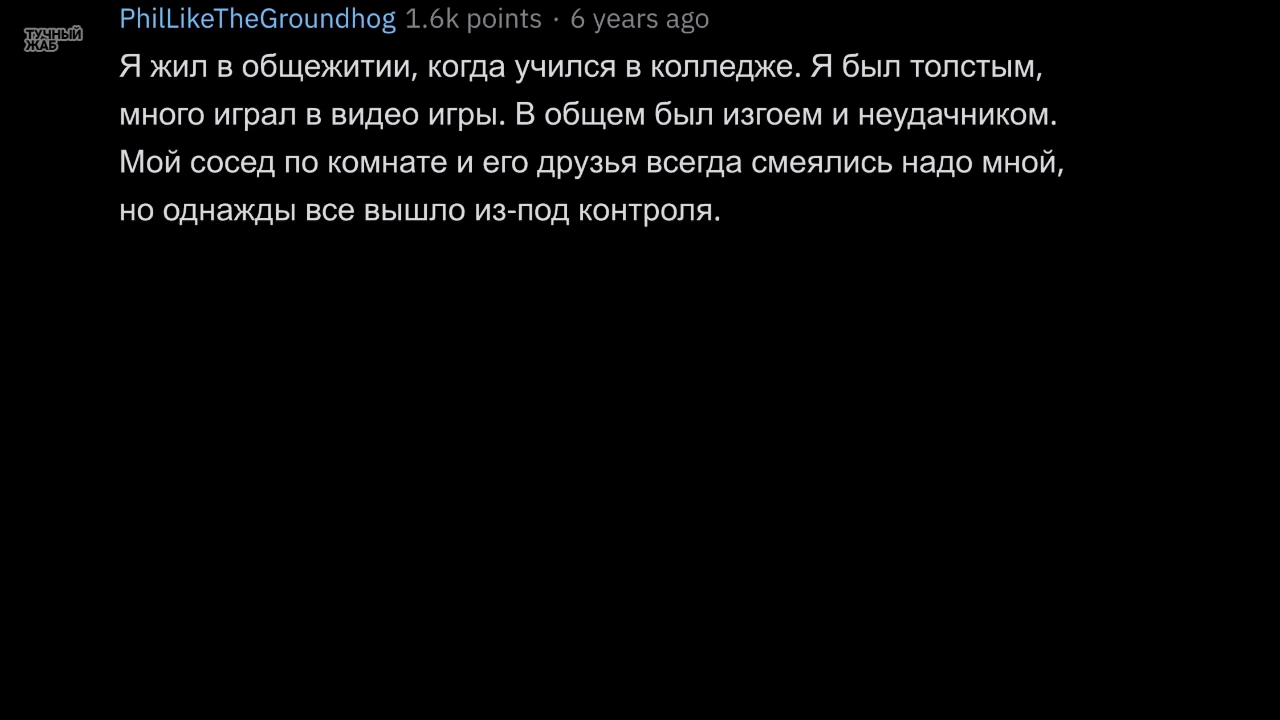 PhilLikeTheGroundhog 1.6k points · 6 years ago
ТУЧНЫЙ
ЖАБ
Я жил в общежитии, когда учился в колледже. Я был толстым,
много играл в видео игры. В общем был изгоем и неудачником.
Мой сосед по комнате и его друзья всегда смеялись надо мной,
но однажды все вышло из-под контроля.